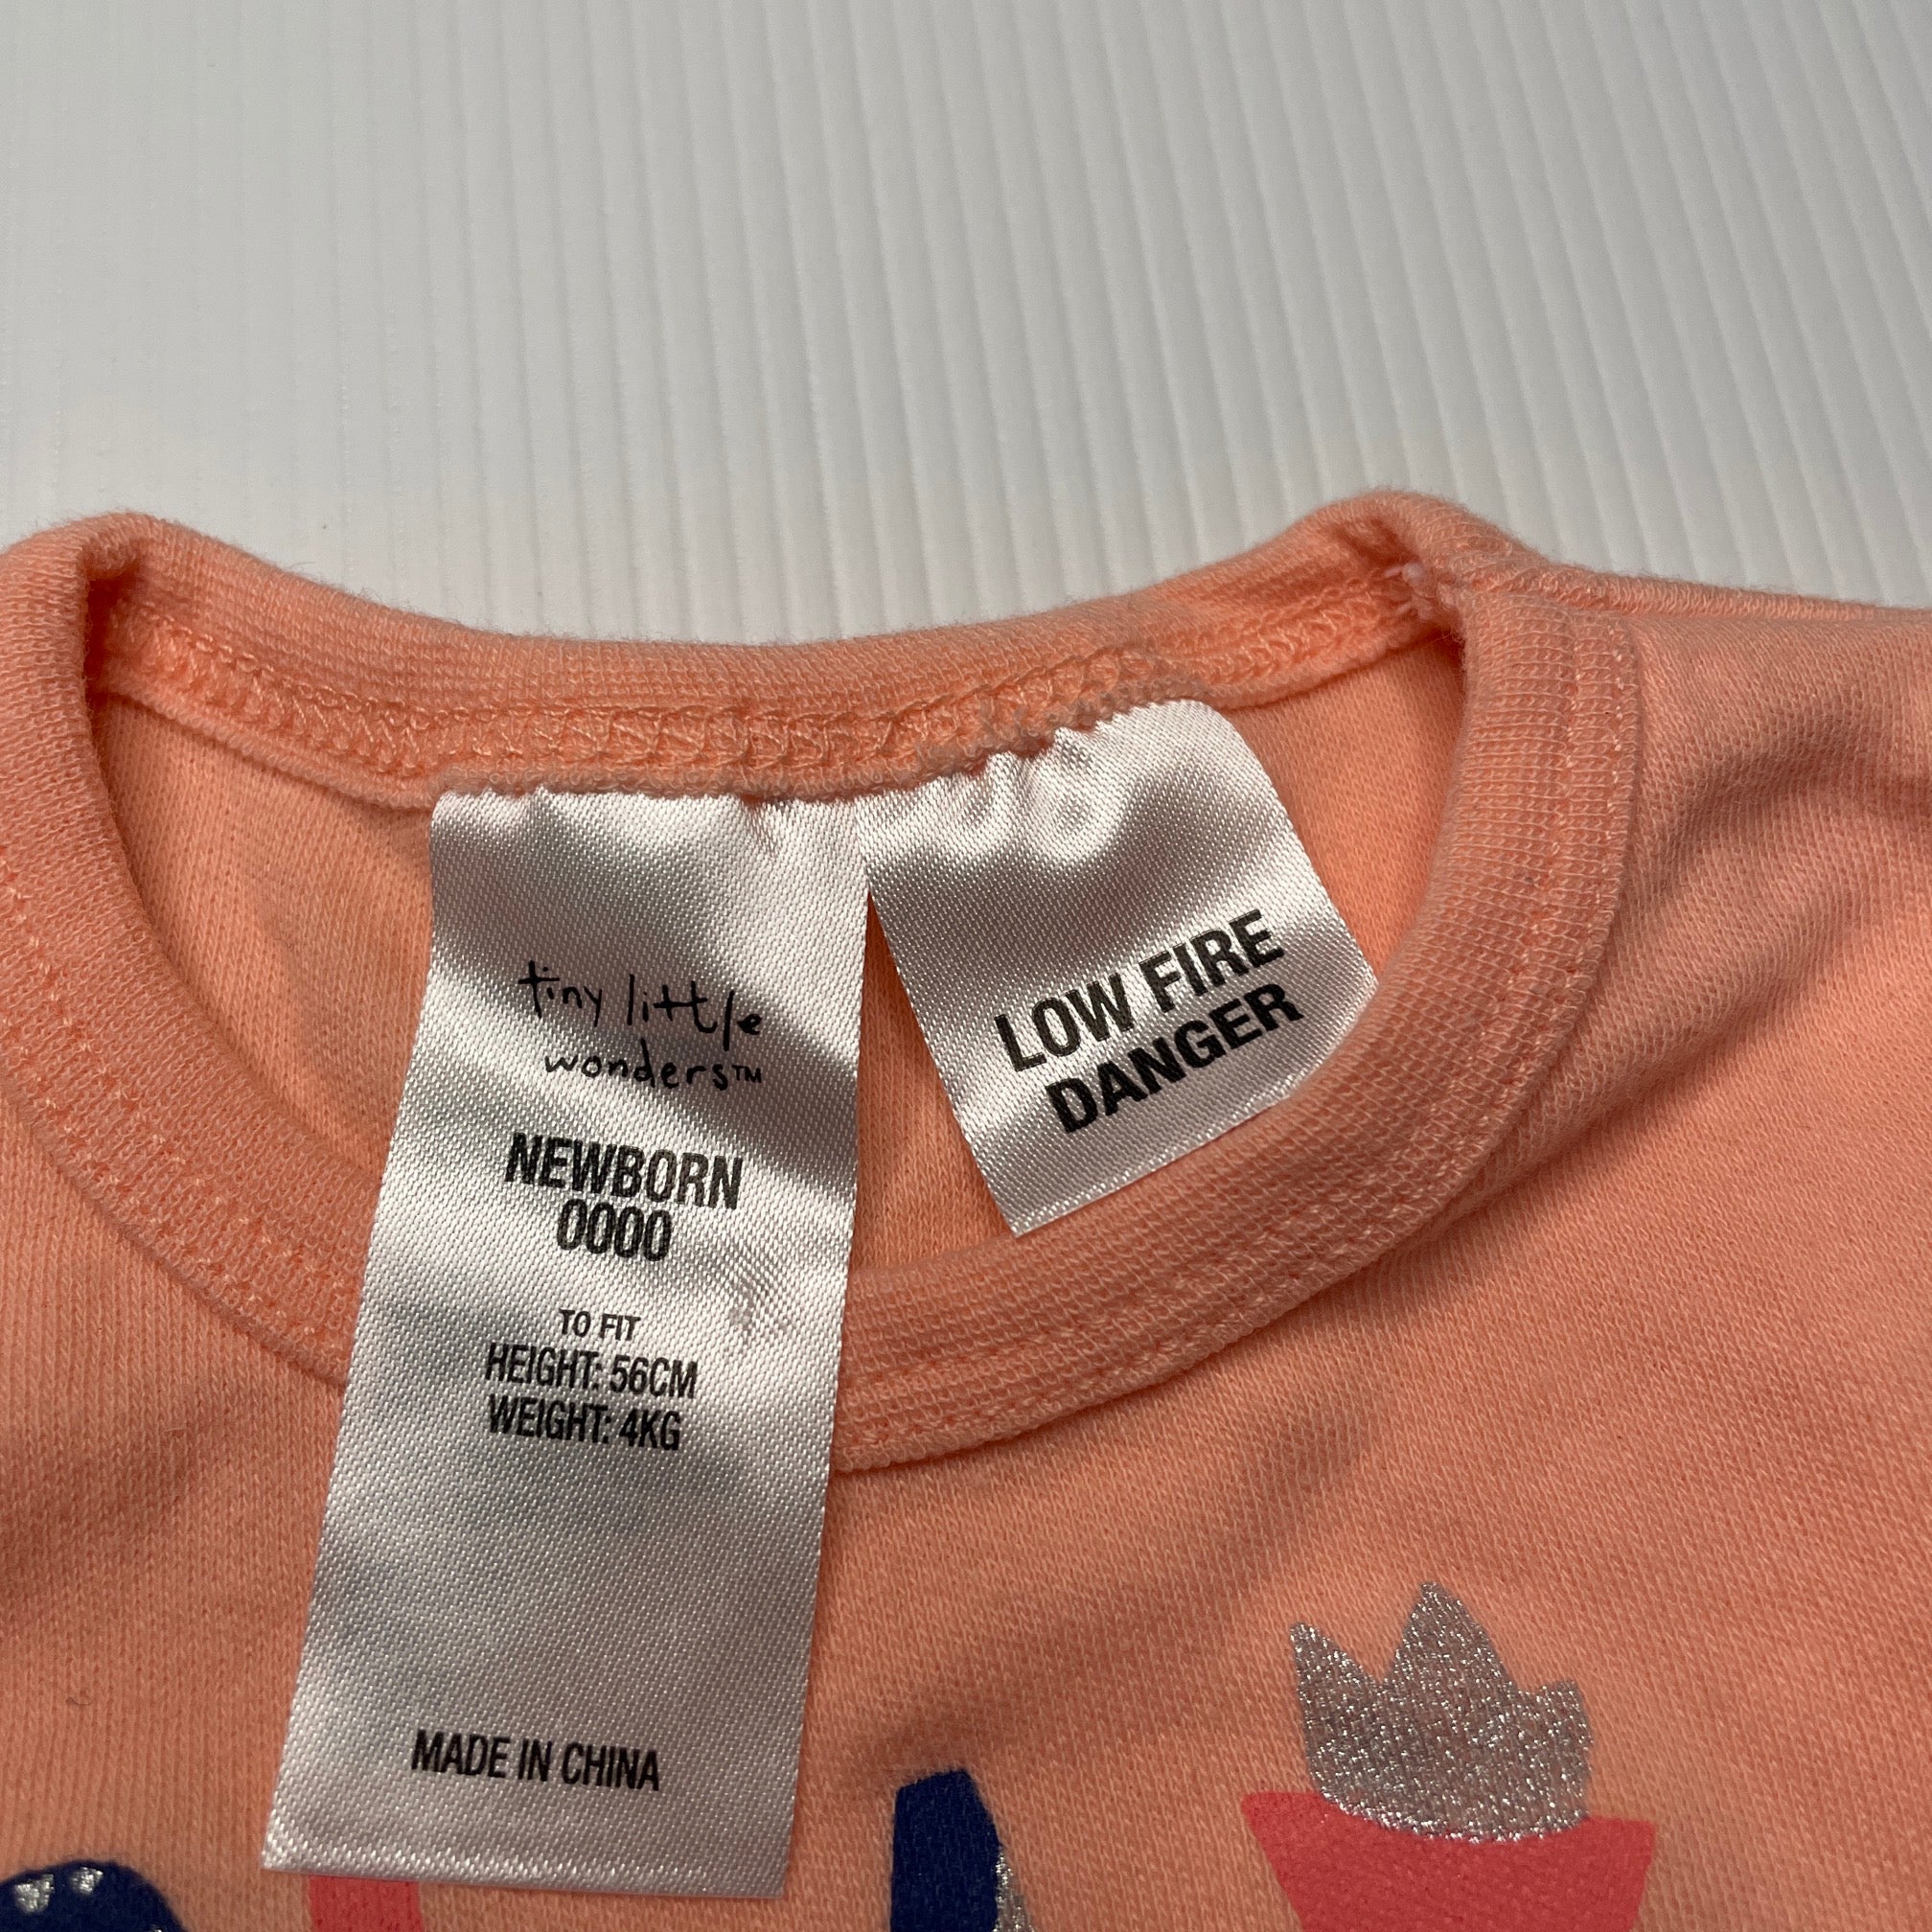 tiny little
wonders™
NEWBORN
0000
TO FIT
HEIGHT: 56CM
WEIGHT: 4KG
MADE IN CHINA
LOW FIRE
DANGER